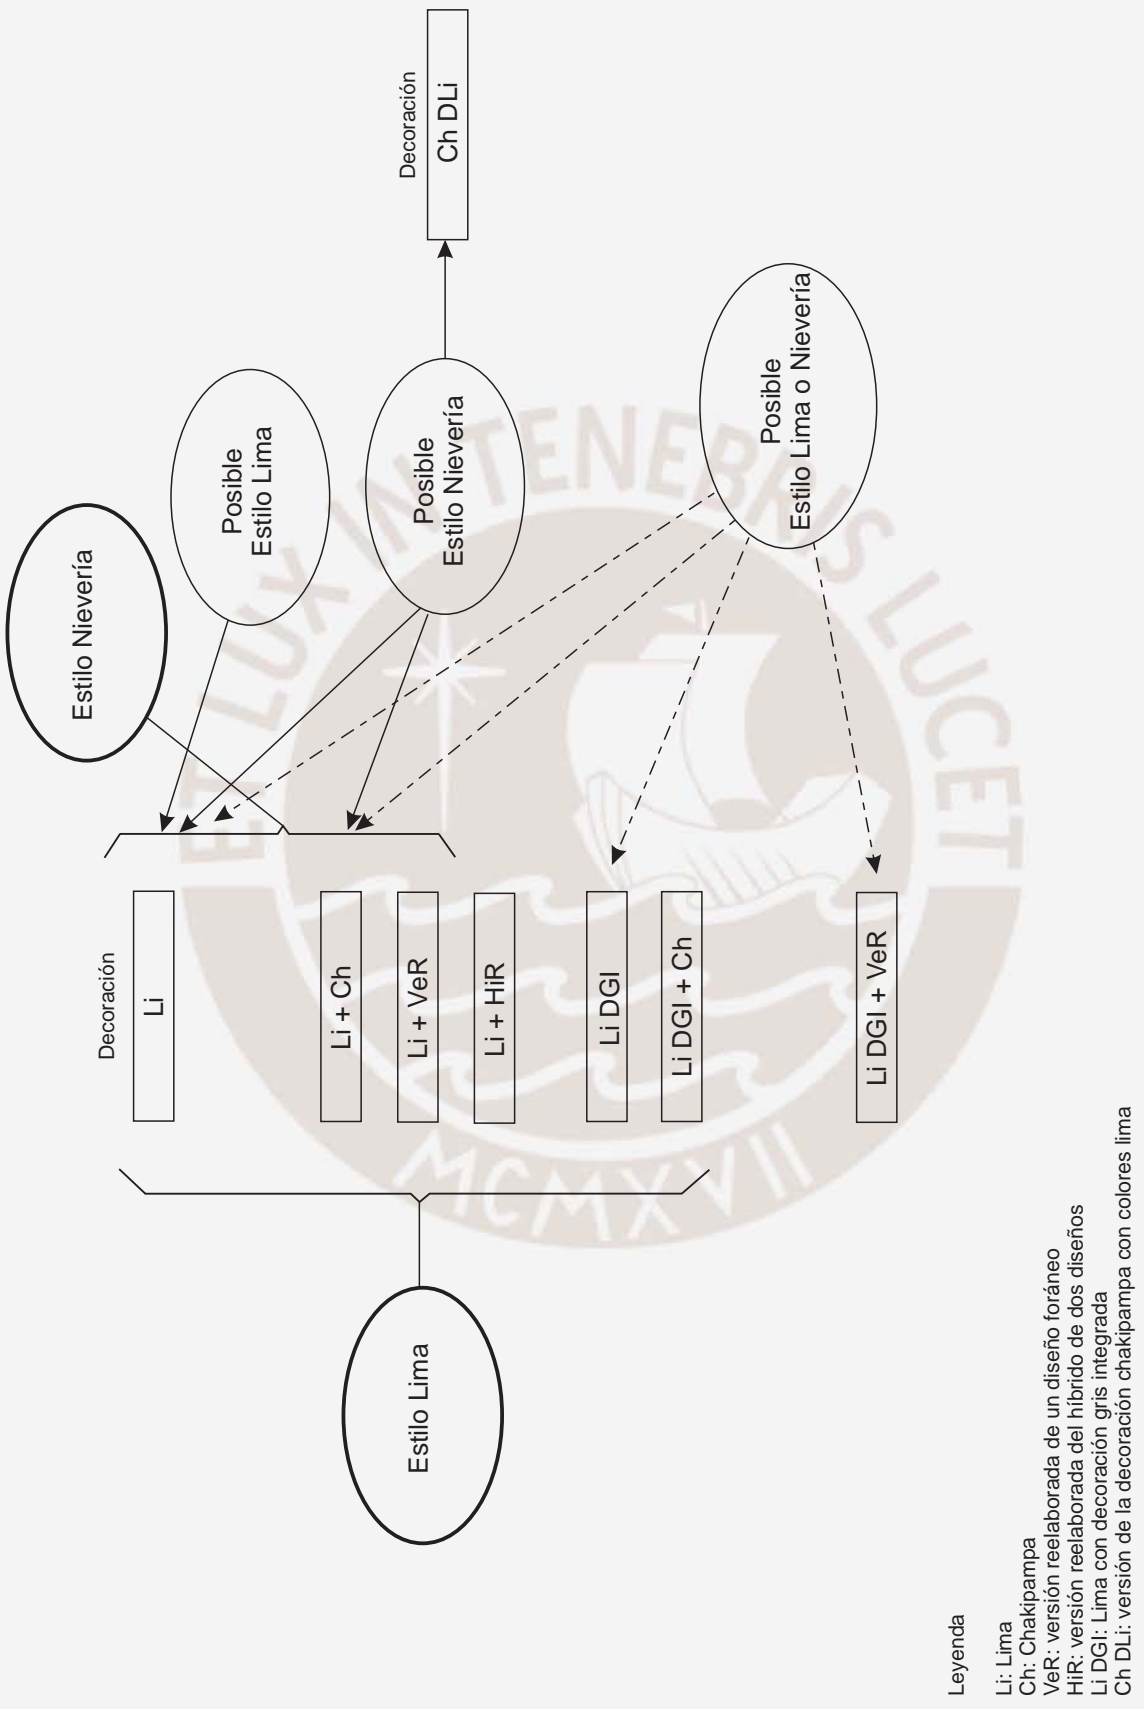 Estilo Nievería
Posible
Estilo Lima
Decoración
Ch DLi
Posible
Estilo Nievería
Posible
Estilo Lima o Nievería
Decoración
Li
Li + Ch
Li + VeR
Li + HiR
Li DGI
Li DGI + Ch
Li DGI + VeR
Estilo Lima
Leyenda
Li: Lima
Ch: Chakipampa
VeR: versión reelaborada de un diseño foráneo
HiR: versión reelaborada del híbrido de dos diseños
Li DGI: Lima con decoración gris integrada
Ch DLi: versión de la decoración chakipampa con colores lima
ET LUX IN TENEBRIS LUCET
MCMXVII